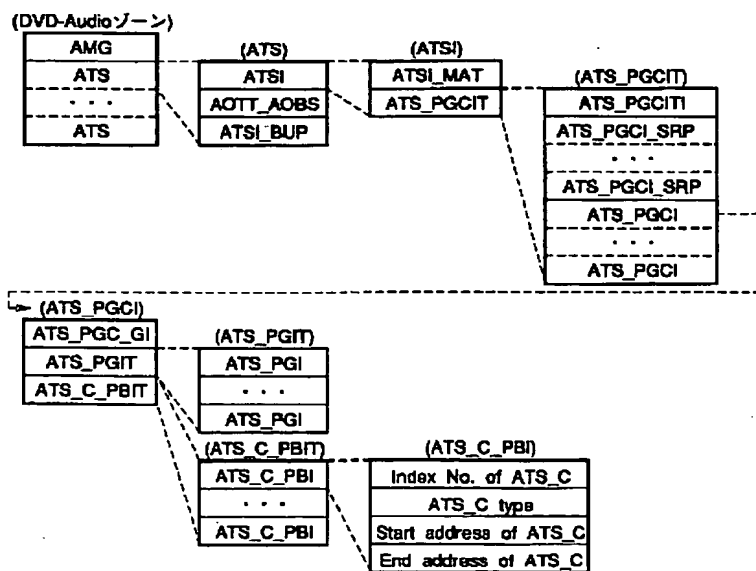 (DVD-Audioゾーン)
AMG
ATS
・・・
ATS
(ATS)
ATSI
AOTT_AOBS
ATSI_BUP
(ATSI)
ATSI_MAT
ATS_PGCIT
(ATS_PGCIT)
ATS_PGCITI
ATS_PGCI_SRP
・・・
ATS_PGCI_SRP
ATS_PGCI
・・・
ATS_PGCI
(ATS_PGCI)
ATS_PGC_GI
ATS_PGIT
ATS_C_PBIT
(ATS_PGIT)
ATS_PGI
・・・
ATS_PGI
(ATS_C_PBIT)
ATS_C_PBI
・・・
ATS_C_PBI
(ATS_C_PBI)
Index No. of ATS_C
ATS_C type
Start address of ATS_C
End address of ATS_C